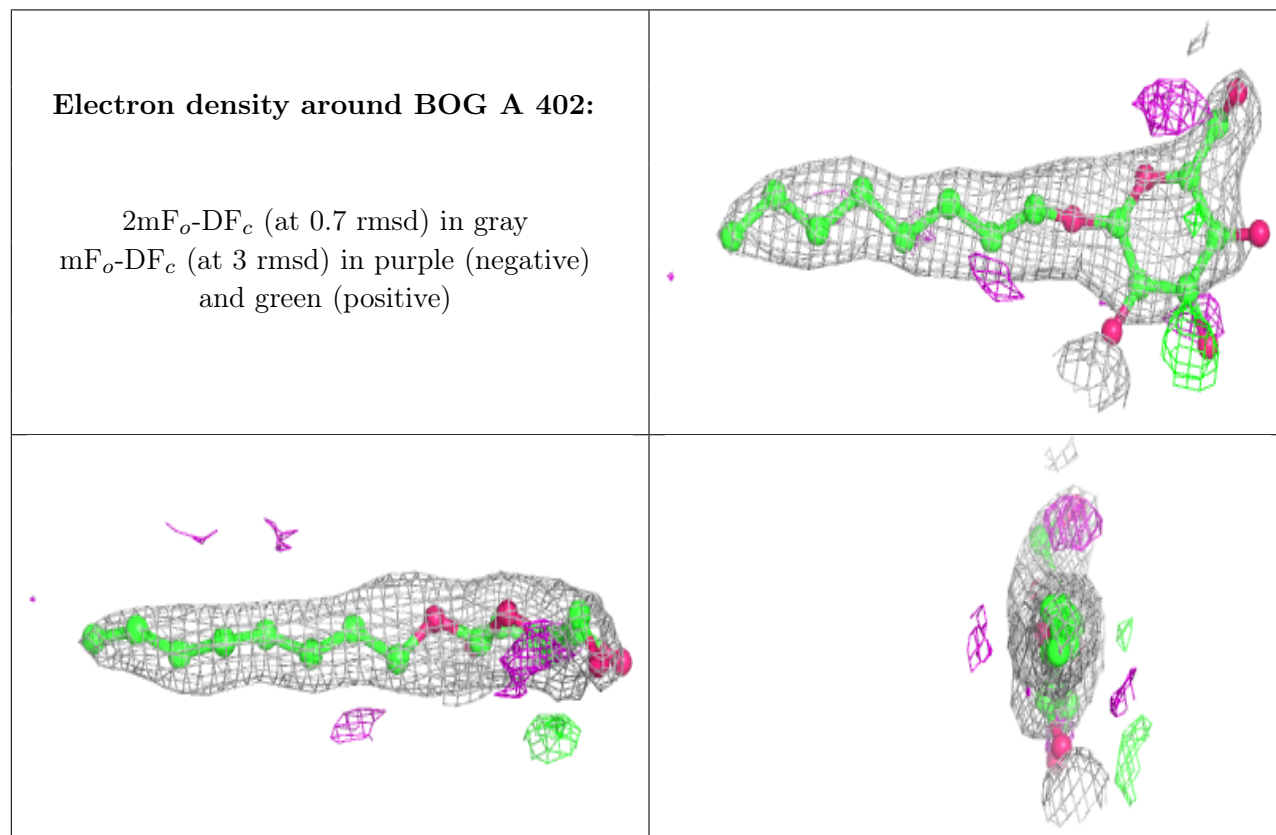 Electron density around BOG A 402:
2mFo-DFc (at 0.7 rmsd) in gray
mFo-DFc (at 3 rmsd) in purple (negative)
and green (positive)